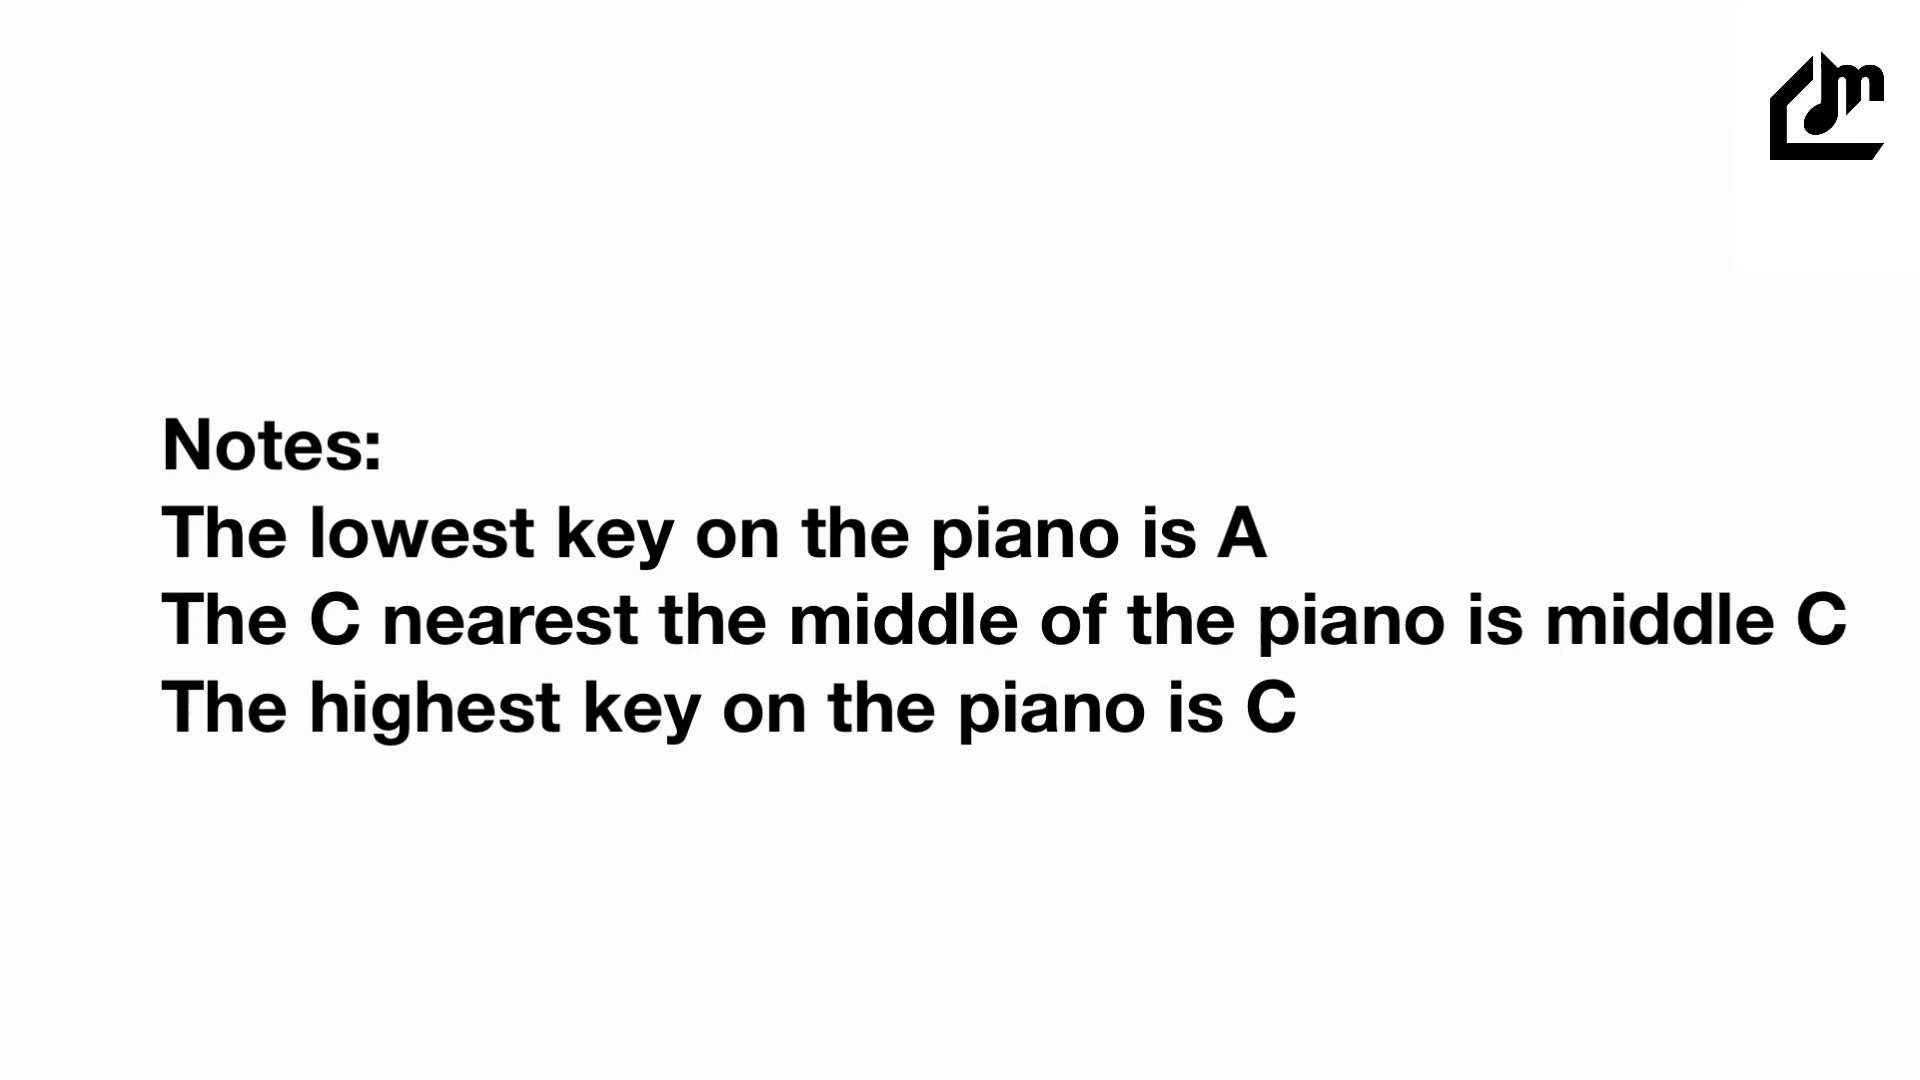 Notes:
The lowest key on the piano is A
The C nearest the middle of the piano is middle C
The highest key on the piano is C